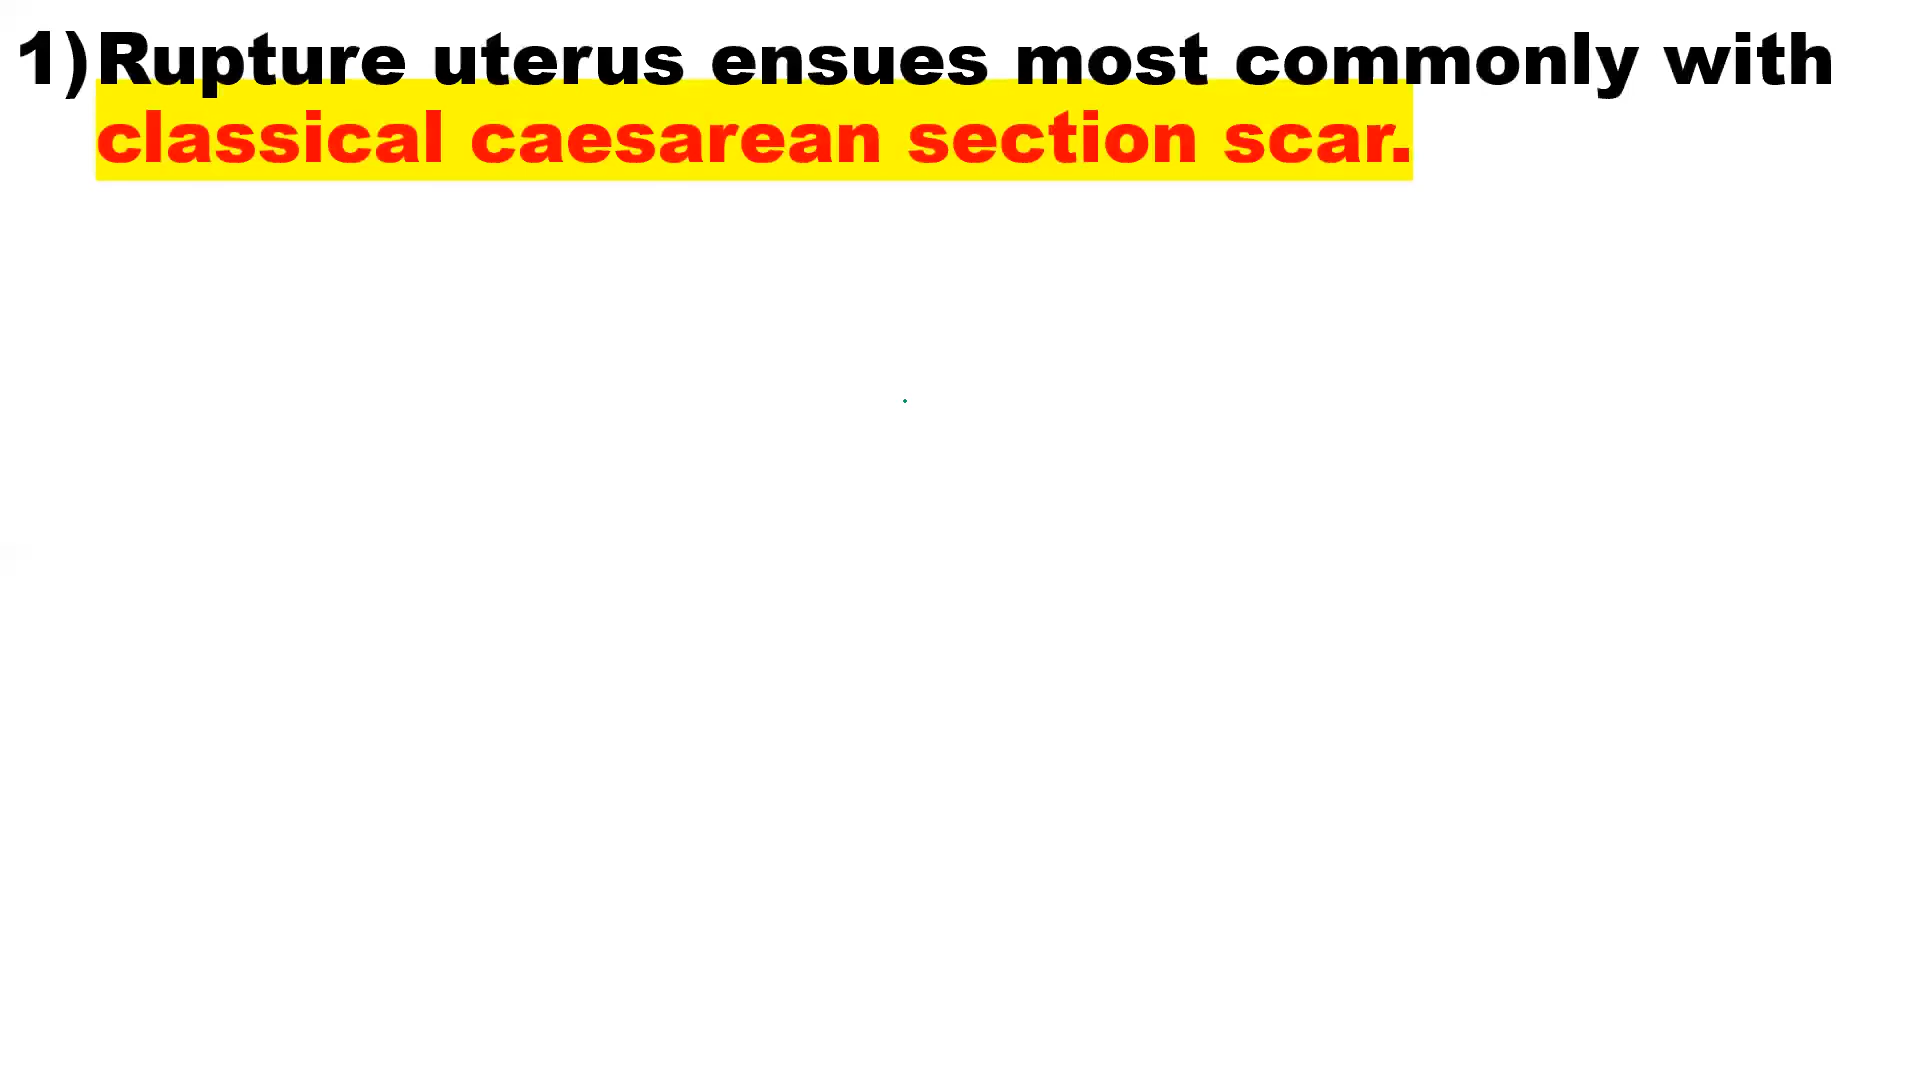 1) Rupture uterus ensues most commonly with
classical caesarean section scar.